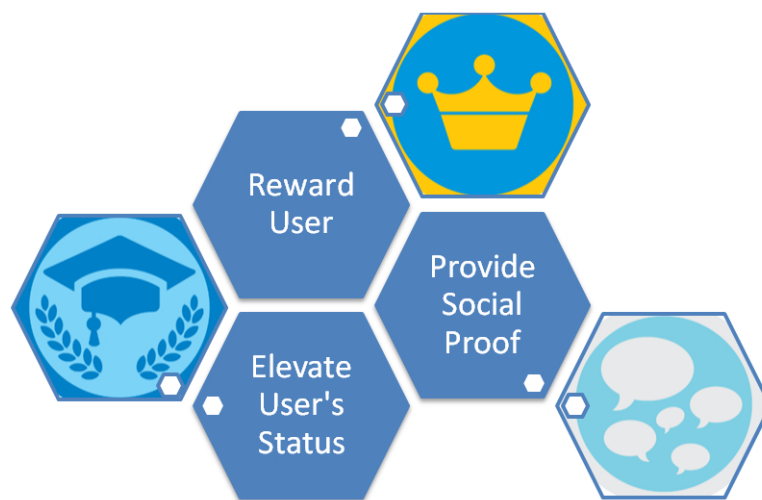 Reward
User
Provide
Social
Proof
Elevate
User's
Status